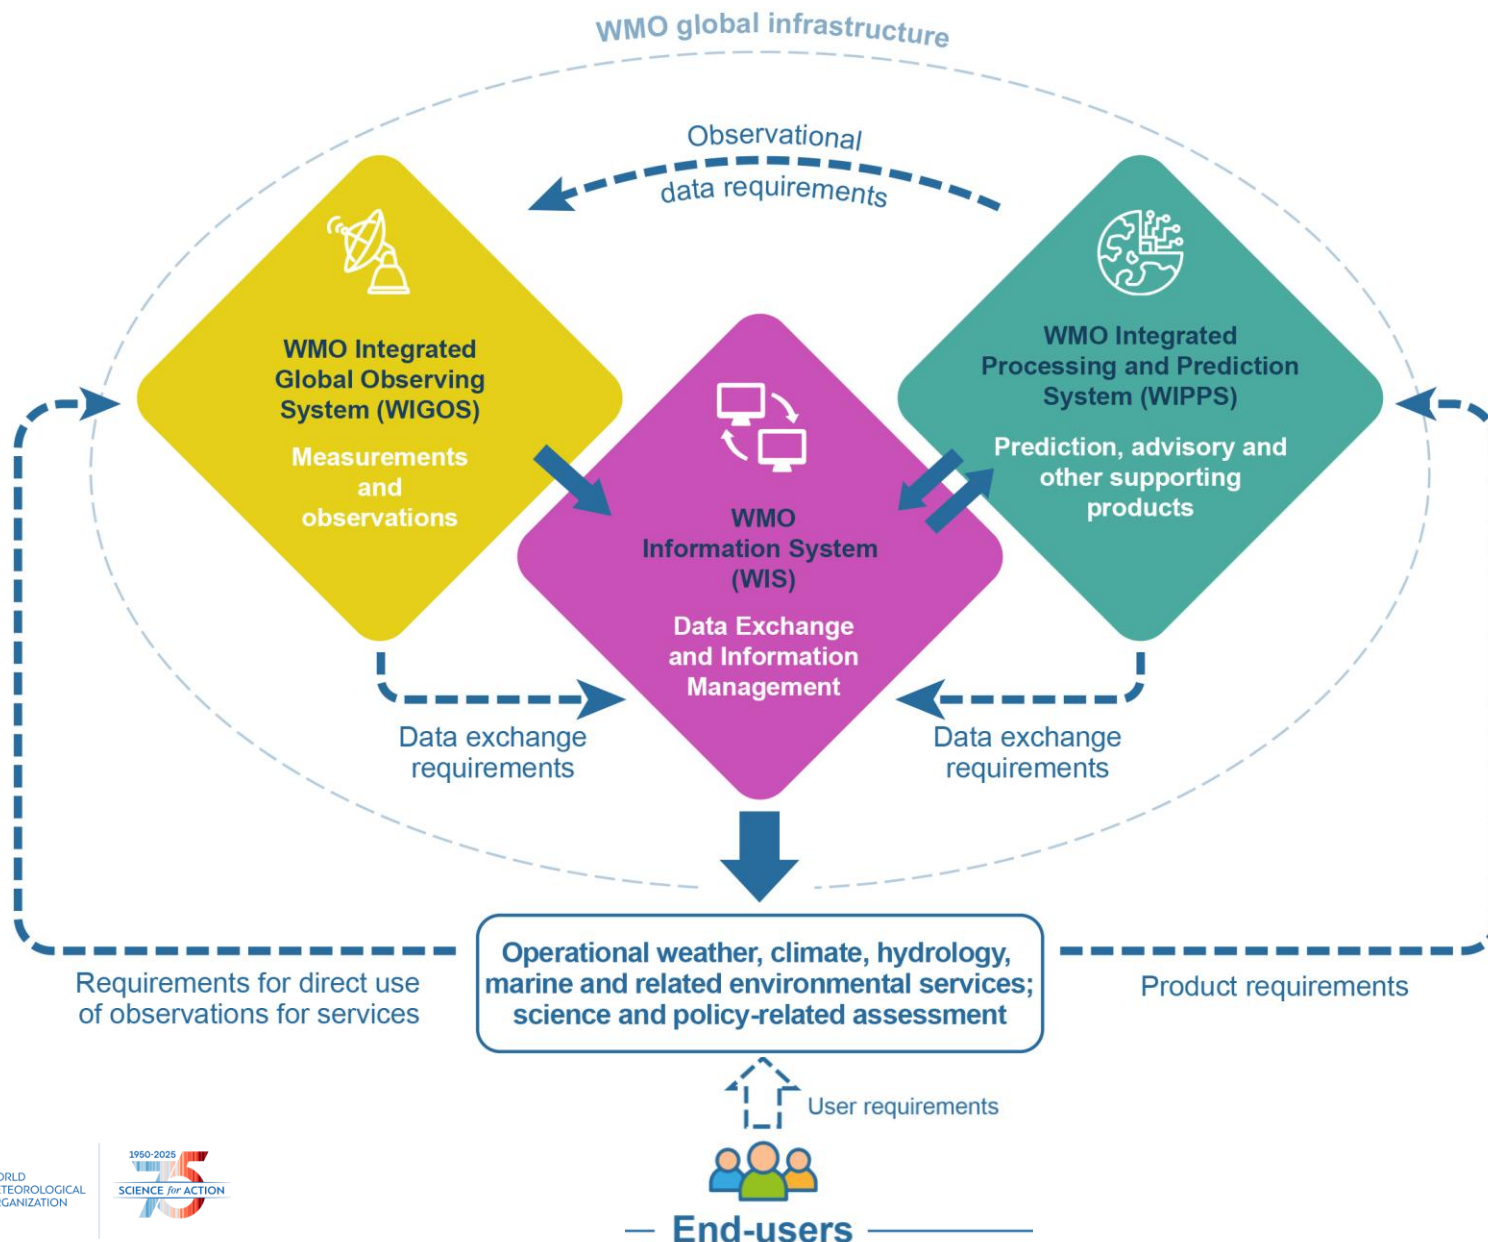 WMO global infrastructure
Observational
data requirements
WMO Integrated
Global Observing
System (WIGOS)
Measurements
and
observations
WMO Integrated
Processing and Prediction
System (WIPPS)
Prediction, advisory and
other supporting
products
WMO
Information System
(WIS)
Data Exchange
and Information
Management
Data exchange
requirements
Data exchange
requirements
Operational weather, climate, hydrology,
marine and related environmental services;
science and policy-related assessment
Requirements for direct use
of observations for services
Product requirements
User requirements
End-users
ORLD
ETEOROLOGICAL
RGANIZATION
1950-2025
75
SCIENCE for ACTION